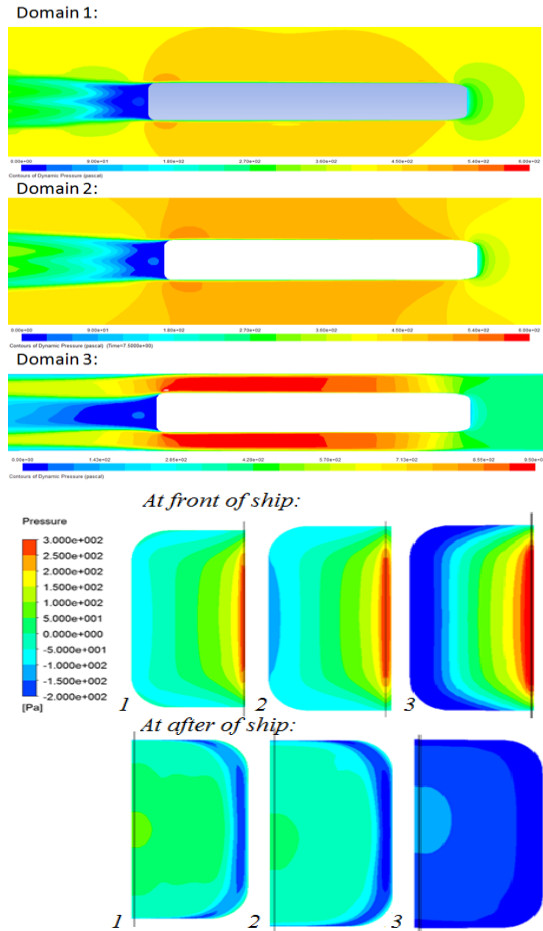 Domain 1:
0.00e+00 9.00e+01 1.80e+02 2.70e+02 3.60e+02 4.50e+02 5.40e+02 6.00e+02
Contours of Dynamic Pressure (pascal)
Domain 2:
0.00e+00 9.00e+01 1.80e+02 2.70e+02 3.60e+02 4.50e+02 5.40e+02 6.00e+02
Contours of Dynamic Pressure (pascal) (Time=7.5000e+00)
Domain 3:
0.00e+00 1.43e+02 2.85e+02 4.28e+02 5.70e+02 7.13e+02 8.55e+02 9.50e+02
Contours of Dynamic Pressure (pascal)
At front of ship:
Pressure
3.000e+002
2.500e+002
2.000e+002
1.500e+002
1.000e+002
5.000e+001
0.000e+000
-5.000e+001
-1.000e+002
-1.500e+002
-2.000e+002
[Pa]
1 2 3
At after of ship:
1 2 3